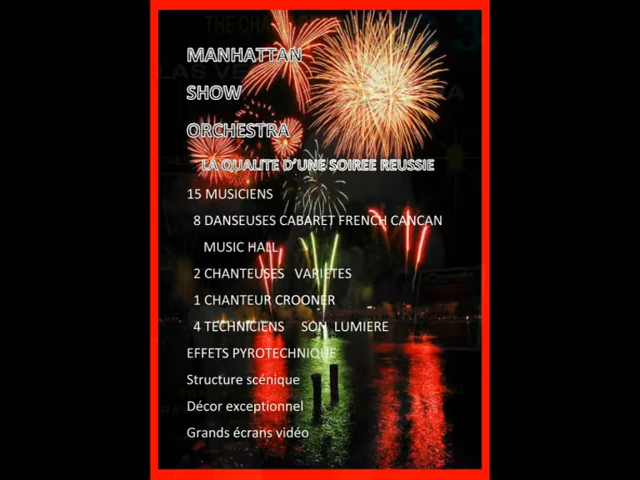 MANHATTAN
SHOW
ORCHESTRA
LA QUALITE D'UNE SOIREE REUSSIE
15 MUSICIENS
8 DANSEUSES CABARET FRENCH CANCAN
MUSIC HALL
2 CHANTEUSES VARIETES
1 CHANTEUR CROONER
4 TECHNICIENS SON LUMIERE
EFFETS PYROTECHNIQUE
Structure scénique
Décor exceptionnel
Grands écrans vidéo